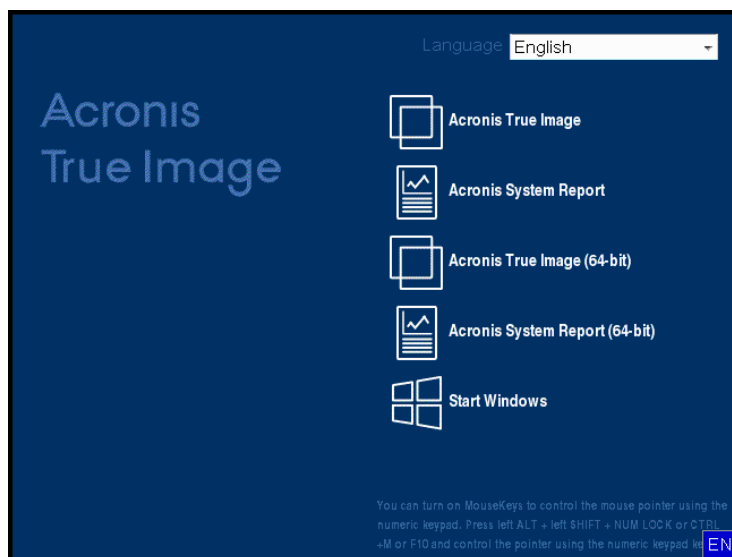 Language English
Acronis
True Image
Acronis True Image
Acronis System Report
Acronis True Image (64-bit)
Acronis System Report (64-bit)
Start Windows
You can turn on MouseKeys to control the mouse pointer using the
numeric keypad. Press left ALT + left SHIFT + NUM LOCK or CTRL
+M or F10 and control the pointer using the numeric keypad
EN